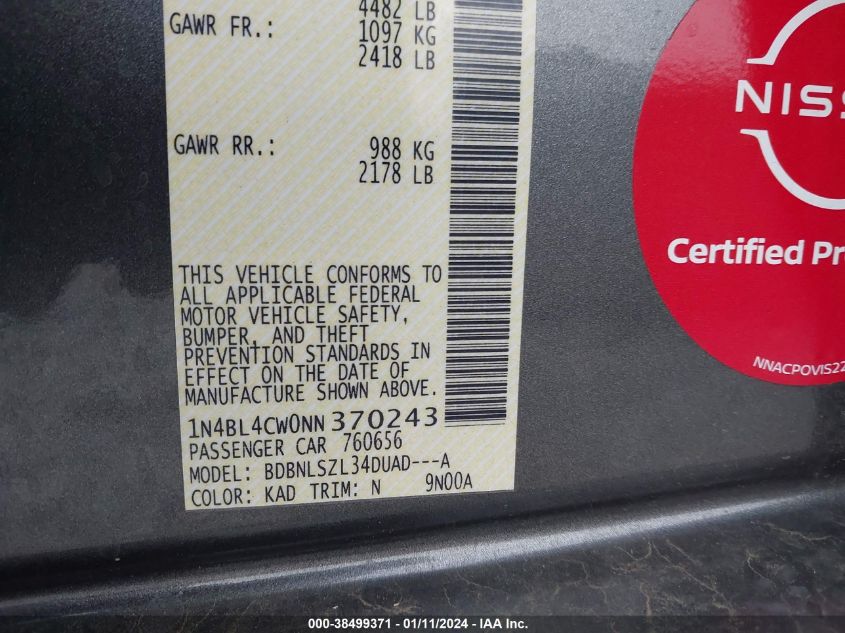 4482 LB
GAWR FR.: 1097 KG
2418 LB
GAWR RR.: 988 KG
2178 LB
THIS VEHICLE CONFORMS TO
ALL APPLICABLE FEDERAL
MOTOR VEHICLE SAFETY,
BUMPER, AND THEFT
PREVENTION STANDARDS IN
EFFECT ON THE DATE OF
MANUFACTURE SHOWN ABOVE.
1N4BL4CW0NN370243
PASSENGER CAR 760656
MODEL: BDBNLSZL34DUAD---A
COLOR: KAD TRIM: N 9N00A
NISS
Certified Pr
NNACPOVIS22
000-38499371 - 01/11/2024 - IAA Inc.